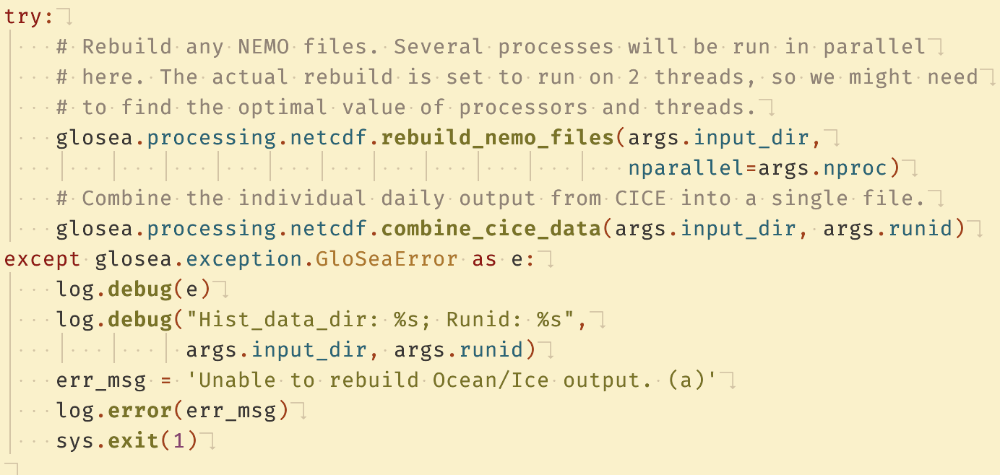 try:
    # Rebuild any NEMO files. Several processes will be run in parallel
    # here. The actual rebuild is set to run on 2 threads, so we might need
    # to find the optimal value of processors and threads.
    glosea.processing.netcdf.rebuild_nemo_files(args.input_dir,
                                                nparallel=args.nproc)
    # Combine the individual daily output from CICE into a single file.
    glosea.processing.netcdf.combine_cice_data(args.input_dir, args.runid)
except glosea.exception.GloSeaError as e:
    log.debug(e)
    log.debug("Hist_data_dir: %s; Runid: %s",
              args.input_dir, args.runid)
    err_msg = 'Unable to rebuild Ocean/Ice output. (a)'
    log.error(err_msg)
    sys.exit(1)